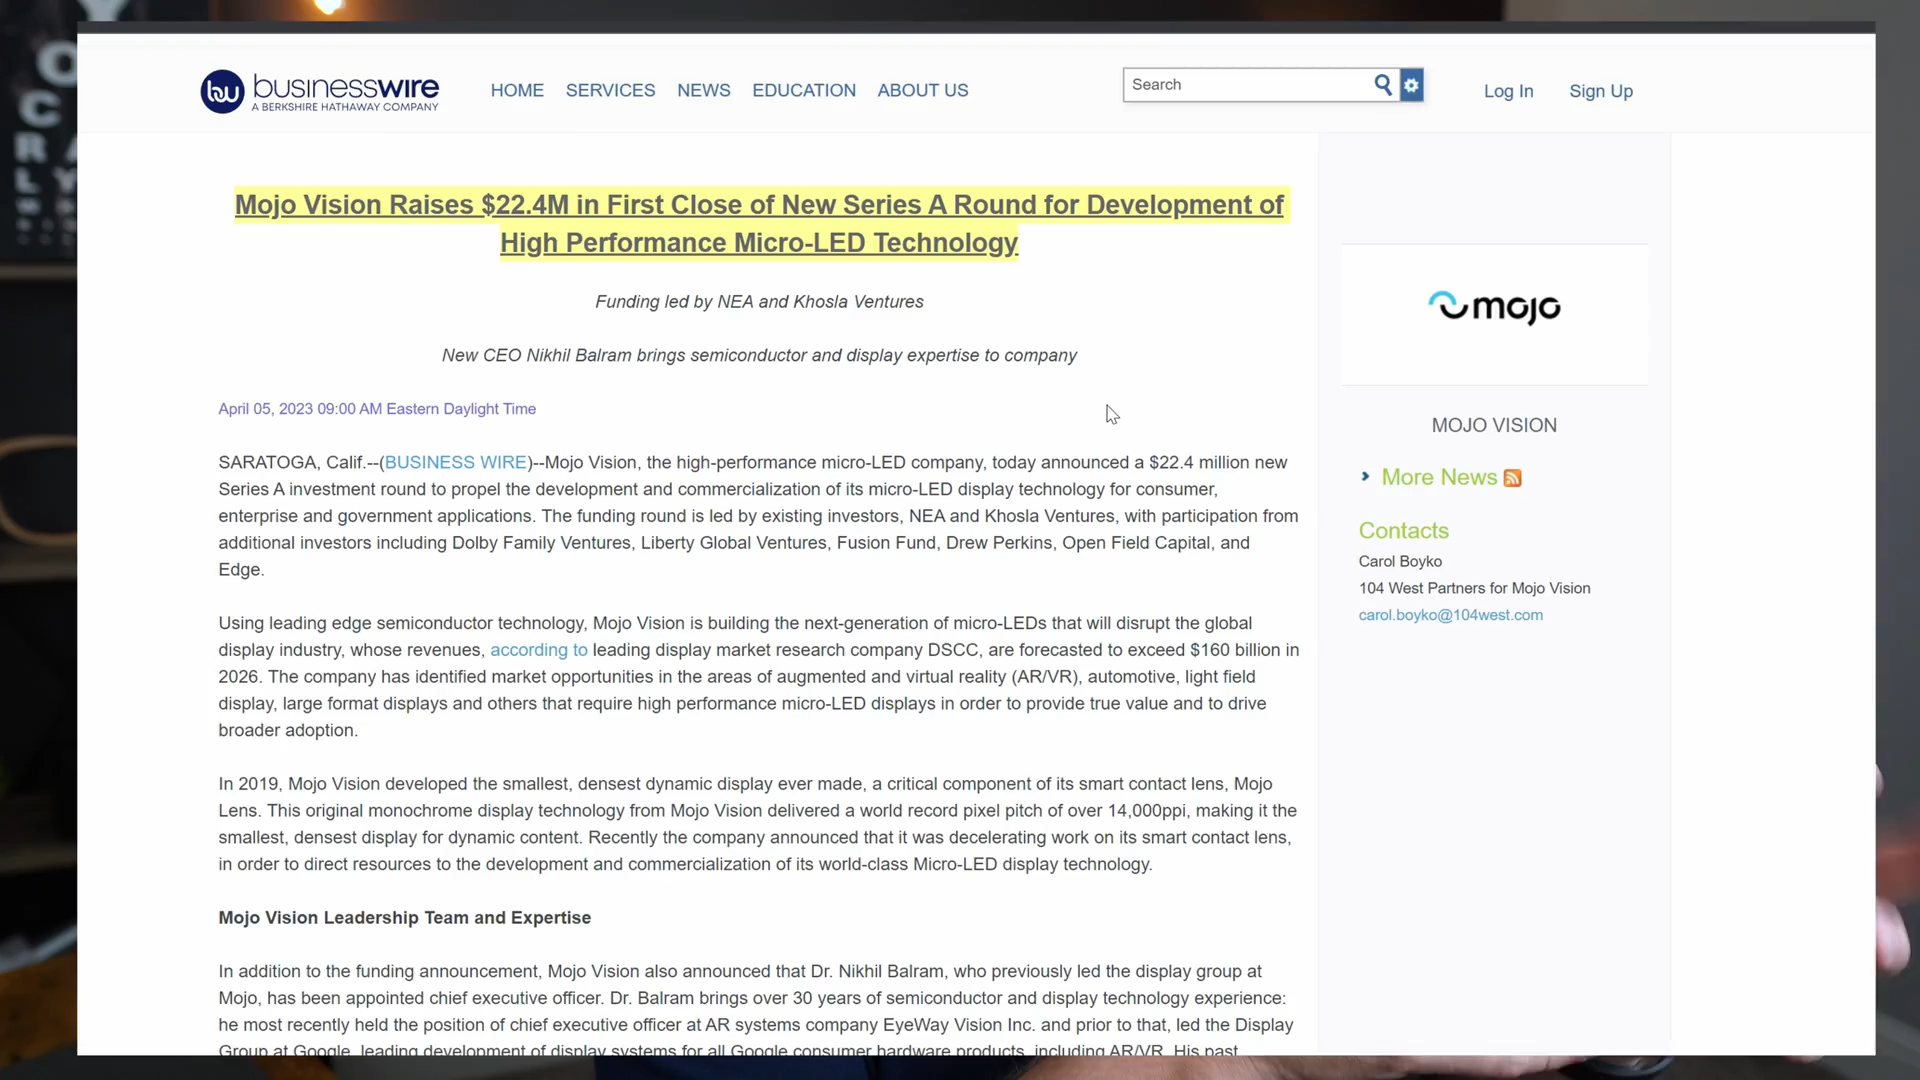 businesswire
A BERKSHIRE HATHAWAY COMPANY
HOME SERVICES NEWS EDUCATION ABOUT US
Search
Log In Sign Up
Mojo Vision Raises $22.4M in First Close of New Series A Round for Development of
High Performance Micro-LED Technology
Funding led by NEA and Khosla Ventures
New CEO Nikhil Balram brings semiconductor and display expertise to company
April 05, 2023 09:00 AM Eastern Daylight Time
SARATOGA, Calif.--(BUSINESS WIRE)--Mojo Vision, the high-performance micro-LED company, today announced a $22.4 million new
Series A investment round to propel the development and commercialization of its micro-LED display technology for consumer,
enterprise and government applications. The funding round is led by existing investors, NEA and Khosla Ventures, with participation from
additional investors including Dolby Family Ventures, Liberty Global Ventures, Fusion Fund, Drew Perkins, Open Field Capital, and
Edge.
Using leading edge semiconductor technology, Mojo Vision is building the next-generation of micro-LEDs that will disrupt the global
display industry, whose revenues, according to leading display market research company DSCC, are forecasted to exceed $160 billion in
2026. The company has identified market opportunities in the areas of augmented and virtual reality (AR/VR), automotive, light field
display, large format displays and others that require high performance micro-LED displays in order to provide true value and to drive
broader adoption.
In 2019, Mojo Vision developed the smallest, densest dynamic display ever made, a critical component of its smart contact lens, Mojo
Lens. This original monochrome display technology from Mojo Vision delivered a world record pixel pitch of over 14,000ppi, making it the
smallest, densest display for dynamic content. Recently the company announced that it was decelerating work on its smart contact lens,
in order to direct resources to the development and commercialization of its world-class Micro-LED display technology.
Mojo Vision Leadership Team and Expertise
In addition to the funding announcement, Mojo Vision also announced that Dr. Nikhil Balram, who previously led the display group at
Mojo, has been appointed chief executive officer. Dr. Balram brings over 30 years of semiconductor and display technology experience:
he most recently held the position of chief executive officer at AR systems company EyeWay Vision Inc. and prior to that, led the Display
Group at Google, leading development of display systems for all Google consumer hardware products, including AR/VR. His past
mojo
MOJO VISION
More News
Contacts
Carol Boyko
104 West Partners for Mojo Vision
carol.boyko@104west.com